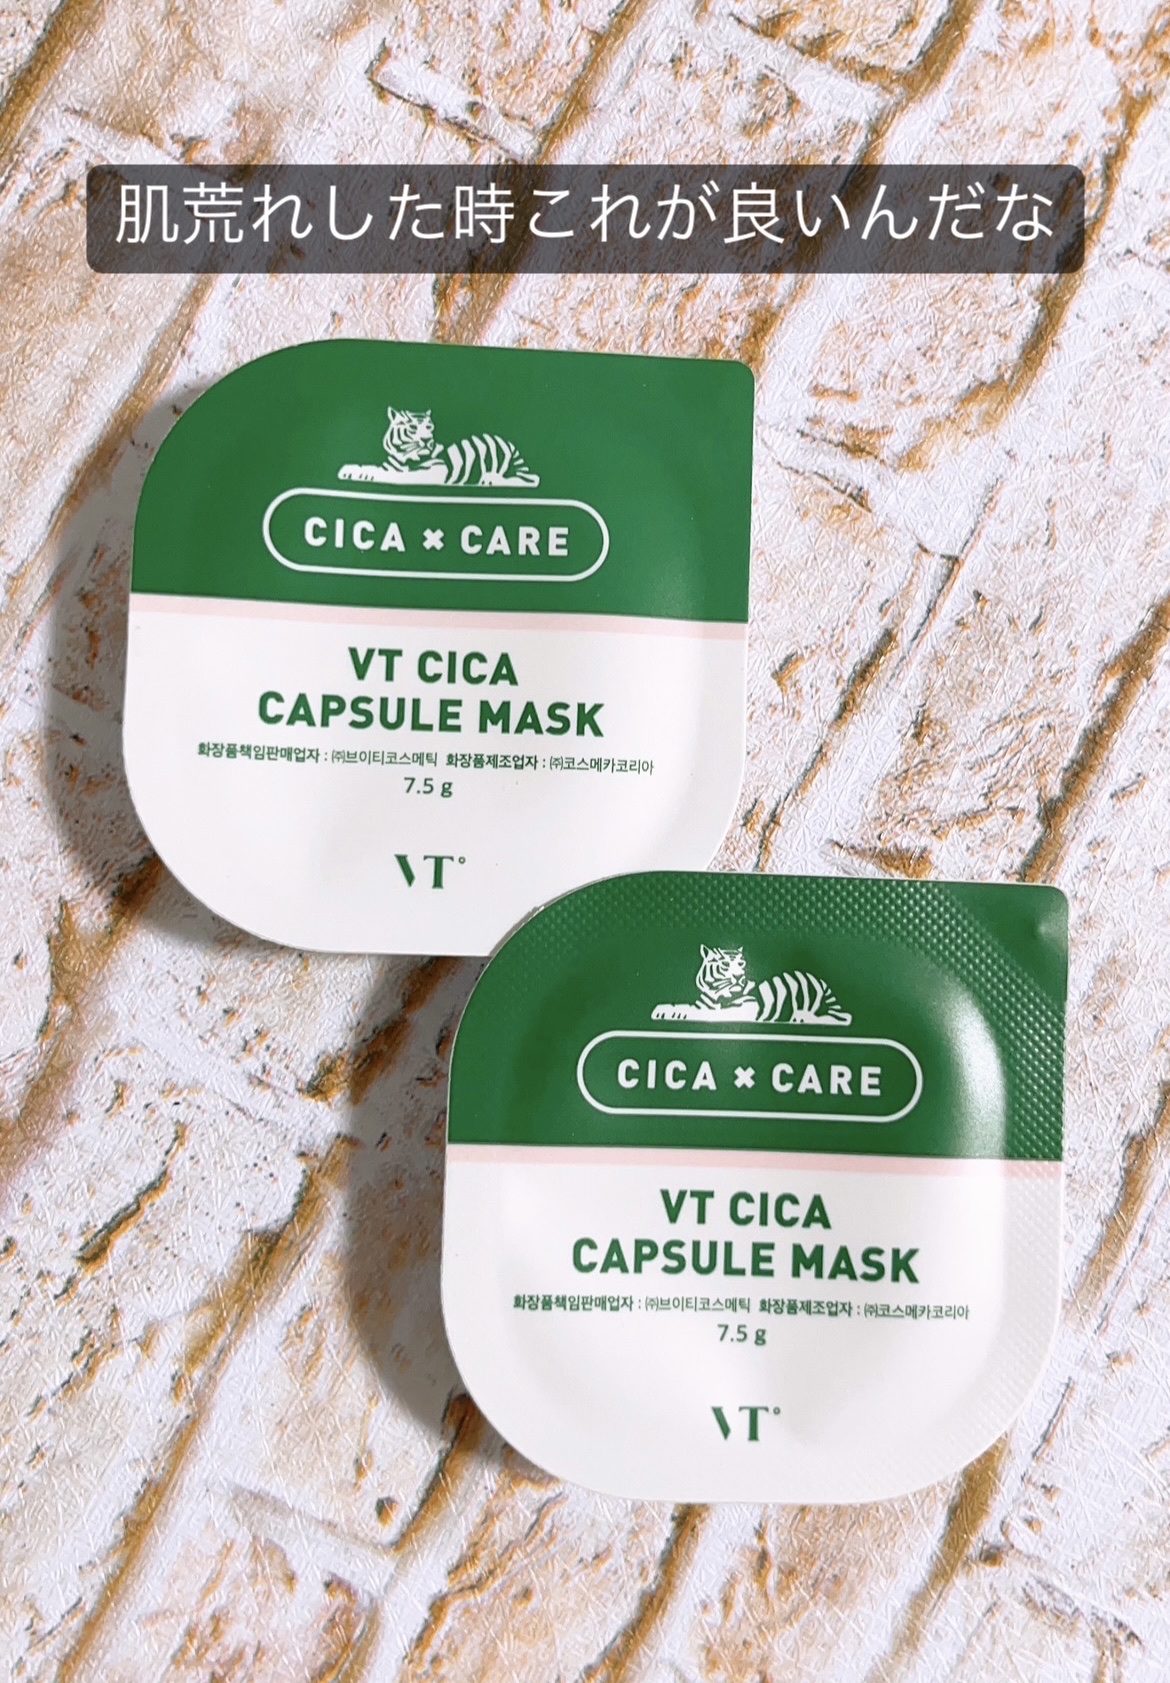 肌荒れした時これが良いんだな
CICA × CARE
VT CICA
CAPSULE MASK
화장품책임판매업자 : ㈜브이티코스메틱 화장품제조업자 : ㈜코스메카코리아
7.5 g
VT°
CICA × CARE
VT CICA
CAPSULE MASK
화장품책임판매업자 : ㈜브이티코스메틱 화장품제조업자 : ㈜코스메카코리아
7.5 g
VT°